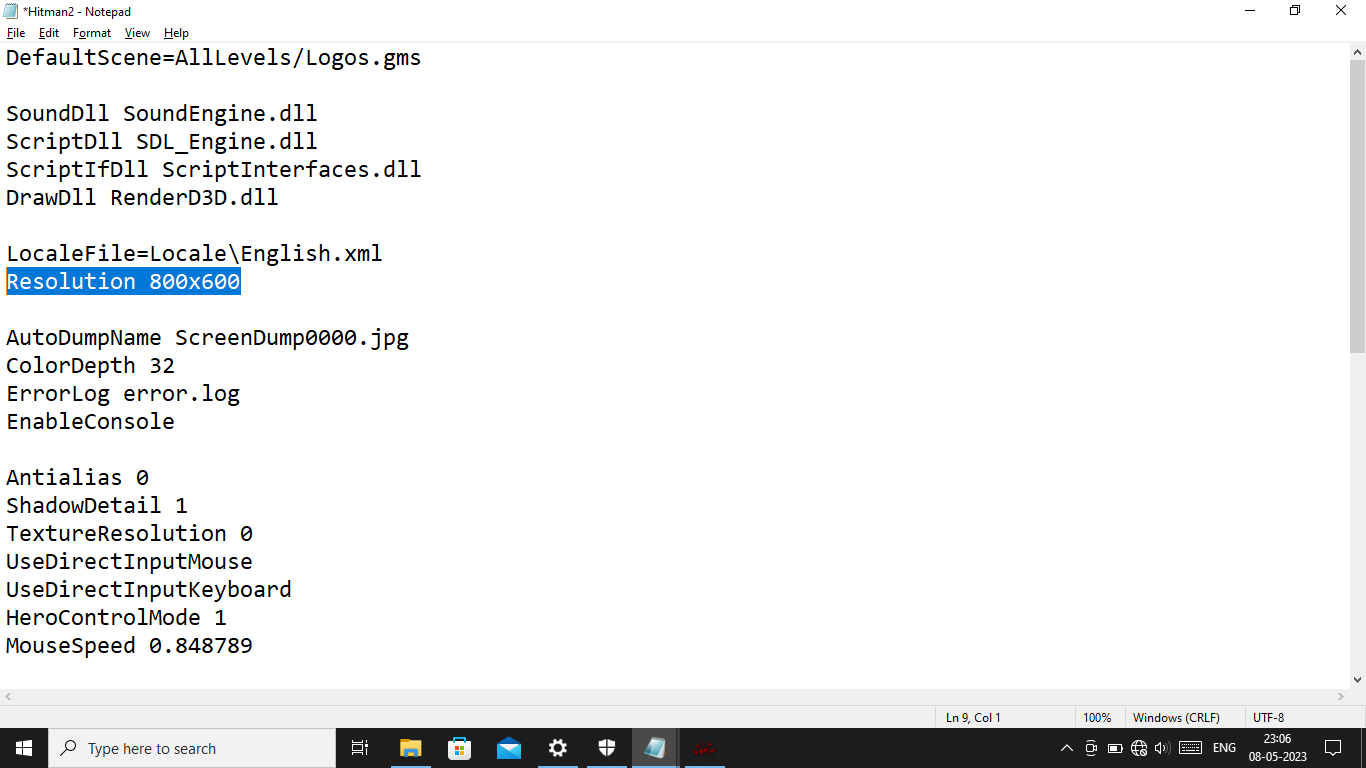 *Hitman2 - Notepad
File Edit Format View Help
DefaultScene=AllLevels/Logos.gms
SoundDll SoundEngine.dll
ScriptDll SDL_Engine.dll
ScriptIfDll ScriptInterfaces.dll
DrawDll RenderD3D.dll
LocaleFile=Locale\English.xml
Resolution 800x600
AutoDumpName ScreenDump0000.jpg
ColorDepth 32
ErrorLog error.log
EnableConsole
Antialias 0
ShadowDetail 1
TextureResolution 0
UseDirectInputMouse
UseDirectInputKeyboard
HeroControlMode 1
MouseSpeed 0.848789
Ln 9, Col 1 100% Windows (CRLF) UTF-8
Type here to search
ENG
23:06
08-05-2023